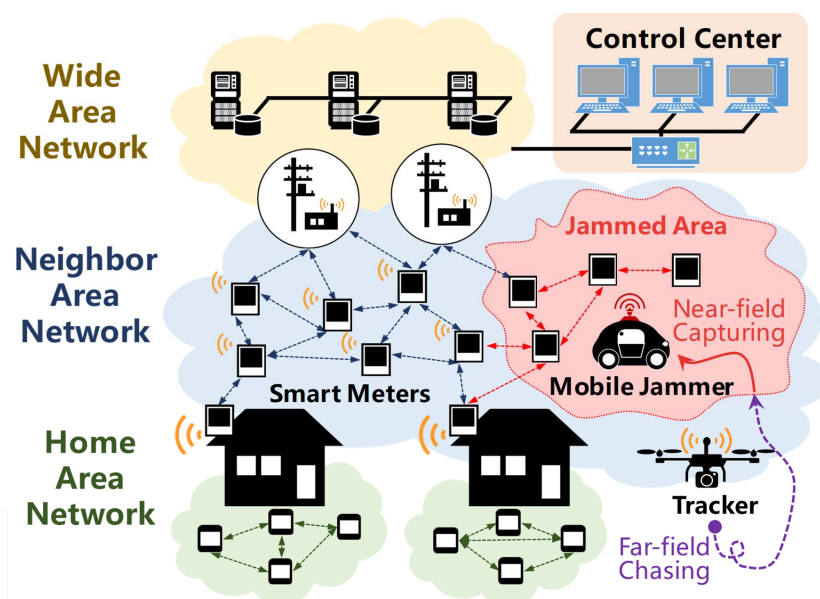 Wide
Area
Network
Control Center
Neighbor
Area
Network
Jammed Area
Near-field
Capturing
Smart Meters
Mobile Jammer
Home
Area
Network
Tracker
Far-field
Chasing